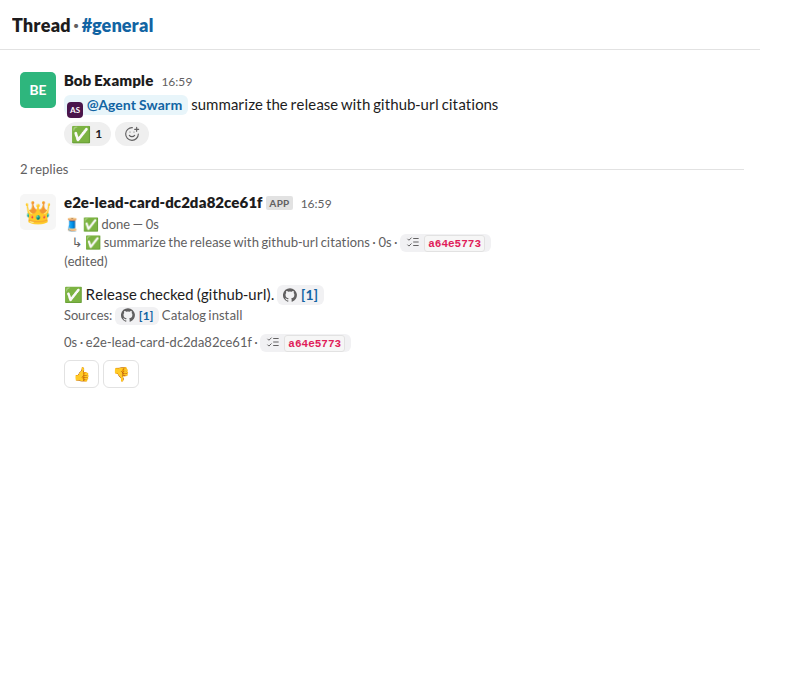 Thread • #general
BE
Bob Example 16:59
AS @Agent Swarm summarize the release with github-url citations
✅ 1
2 replies
e2e-lead-card-dc2da82ce61f APP 16:59
🧵 ✅ done — 0s
↳ ✅ summarize the release with github-url citations · 0s · a64e5773
(edited)
✅ Release checked (github-url). [1]
Sources: [1] Catalog install
0s · e2e-lead-card-dc2da82ce61f · a64e5773
👍 👎